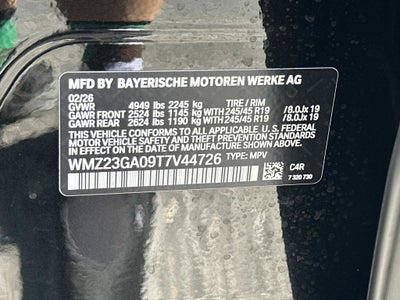 MFD BY BAYERISCHE MOTOREN WERKE AG
02/26
GVWR 4949 lbs 2245 kg TIRE / RIM
GAWR FRONT 2524 lbs 1145 kg WITH 245/45 R19 /8.0Jx 19
GAWR REAR 2624 lbs 1190 kg WITH 245/45 R19 /8.0Jx 19
THIS VEHICLE CONFORMS TO ALL APPLICABLE U.S. FEDERAL
MOTOR VEHICLE SAFETY, BUMPER, AND THEFT PREVENTION
STANDARDS IN EFFECT ON THE DATE OF MANUFACTURE SHOWN ABOVE.
WMZ23GA09T7V44726 TYPE: MPV
C4R
7 320 730